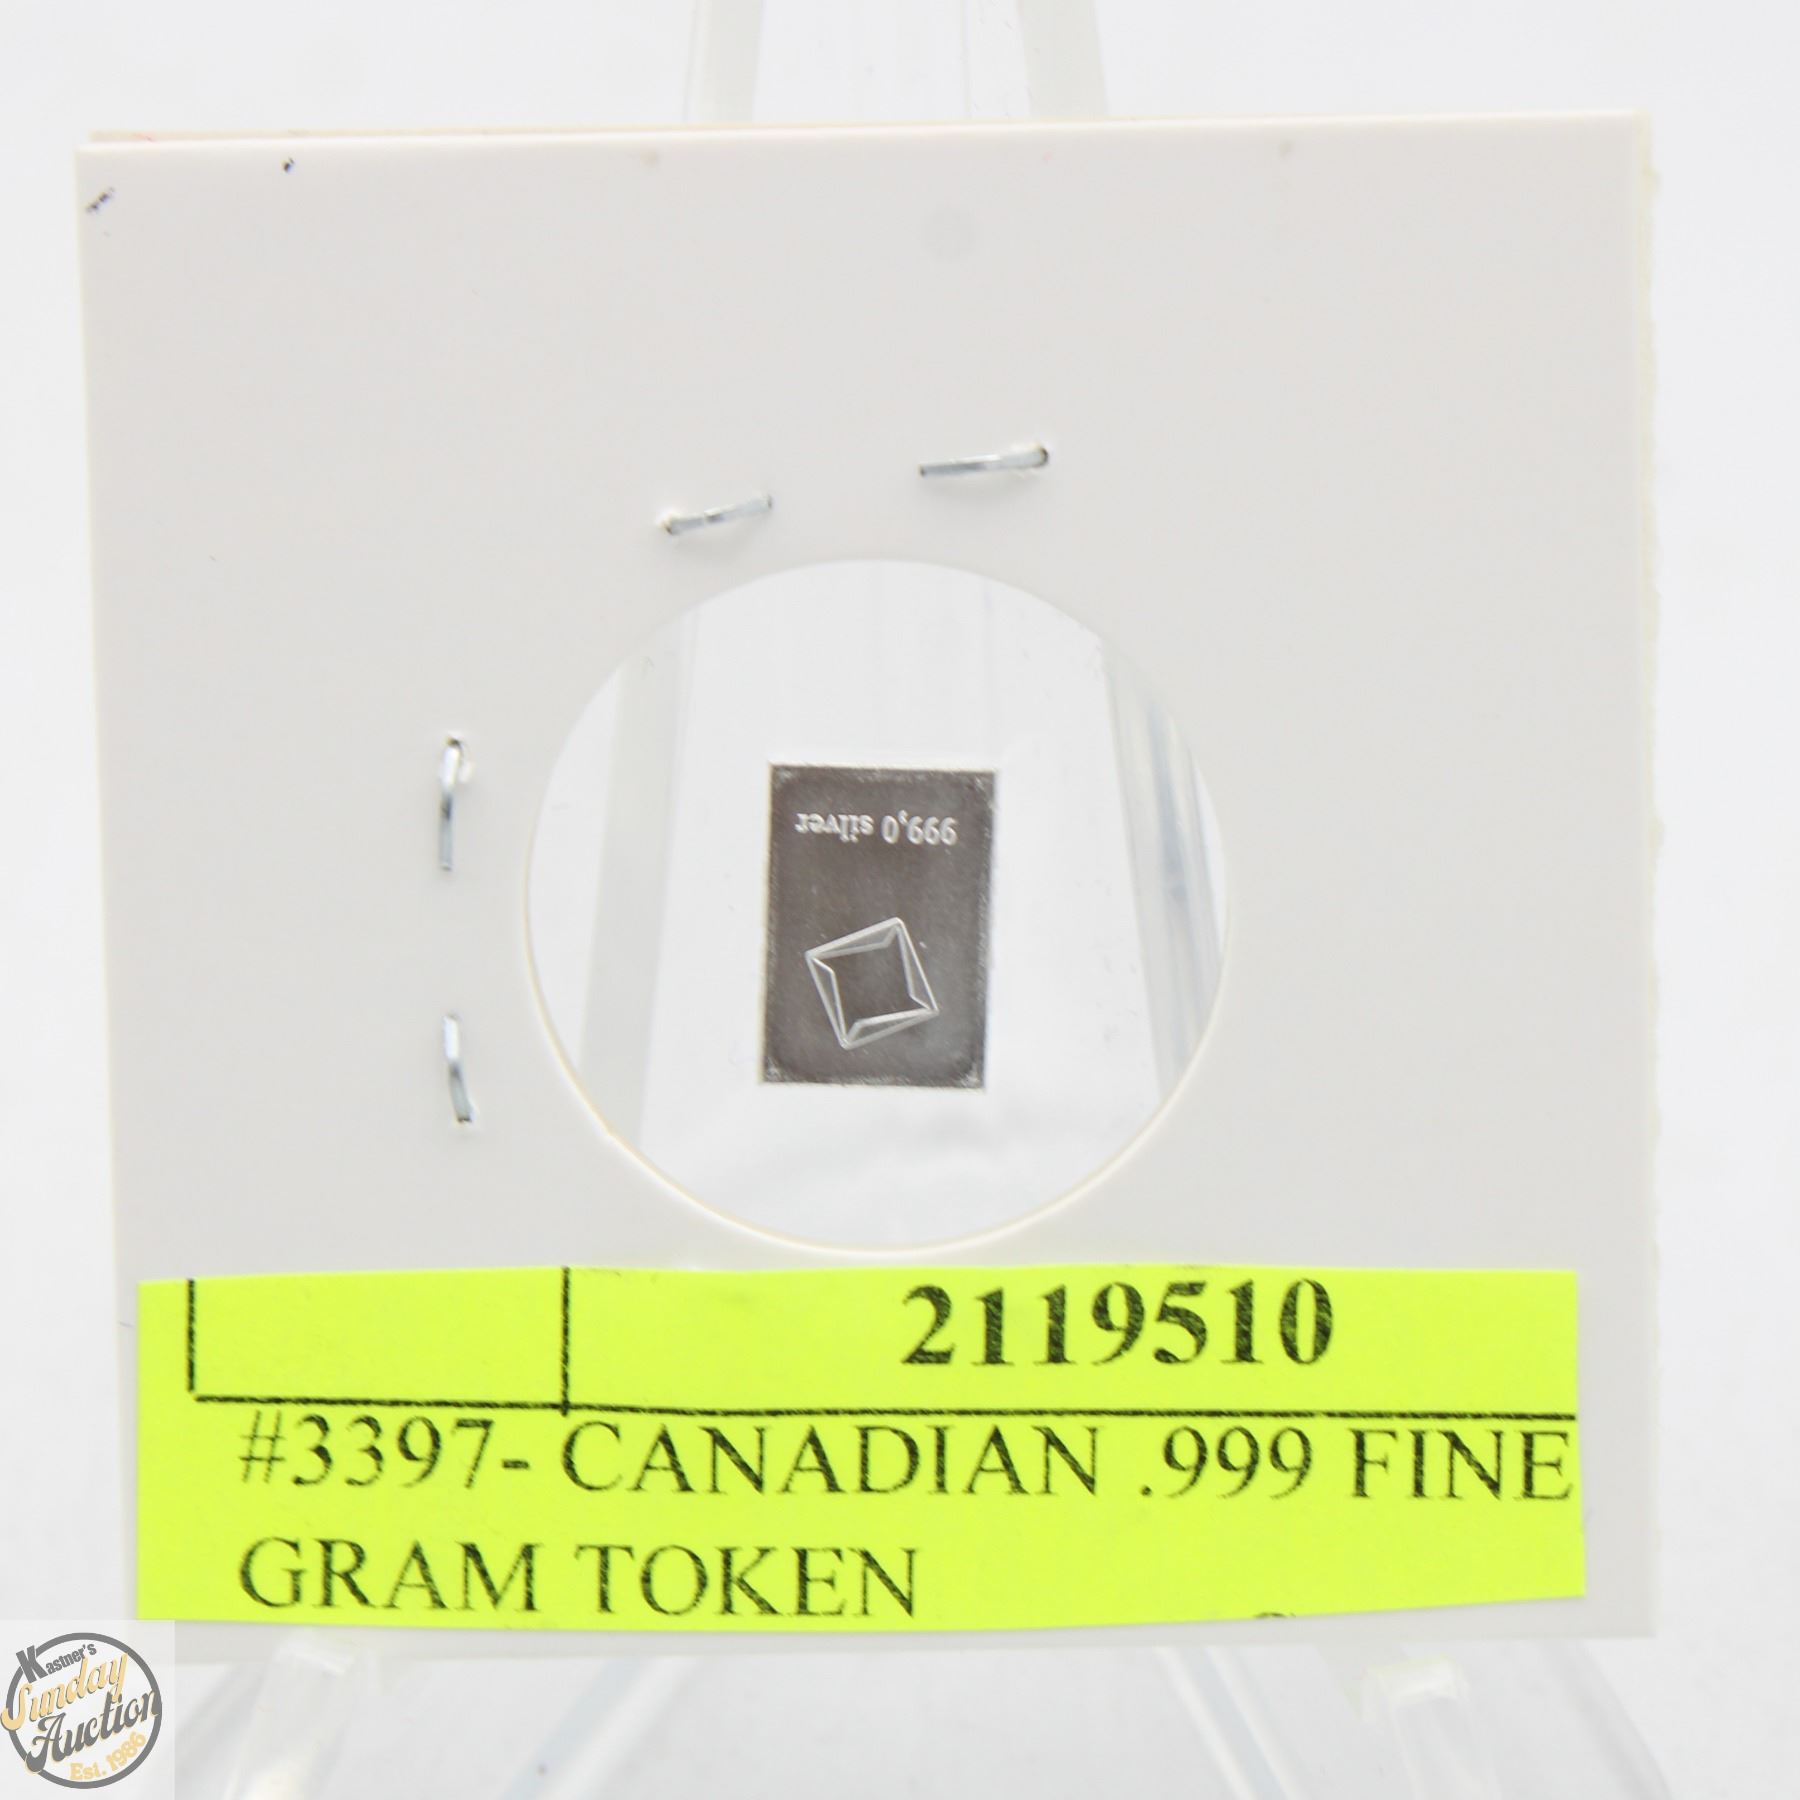 999,0 silver
2119510
#3397- CANADIAN .999 FINE
GRAM TOKEN
Kastner's
Sunday
Auction
Est. 1986